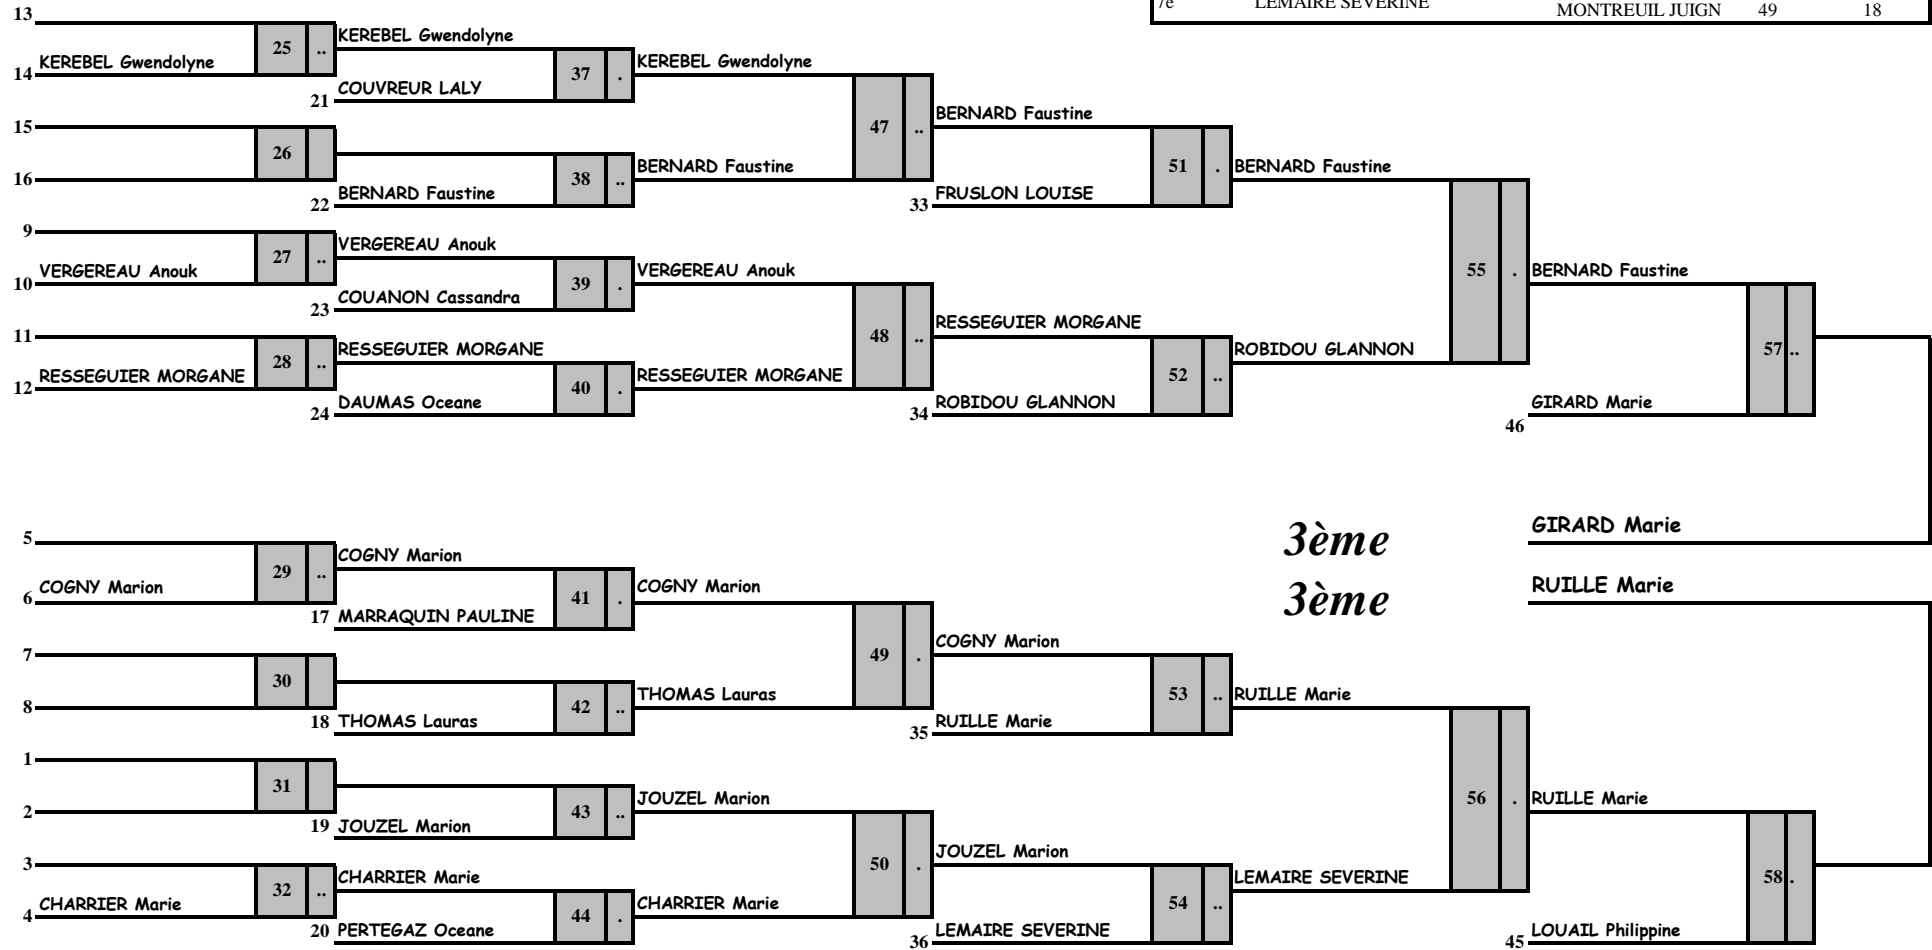 7e LEMAIRE SEVERINE MONTREUIL JUIGN 49 18
13
25 ..
KEREBEL Gwendolyne
14 KEREBEL Gwendolyne
37 .
KEREBEL Gwendolyne
21 COUVREUR LALY
47 ..
BERNARD Faustine
15
26
16
38 ..
BERNARD Faustine
22 BERNARD Faustine
51 .
BERNARD Faustine
33 FRUSLON LOUISE
9
27 ..
VERGEREAU Anouk
10 VERGEREAU Anouk
39 .
VERGEREAU Anouk
23 COUANON Cassandra
55 .
BERNARD Faustine
48 ..
RESSEGUIER MORGANE
11
28 ..
RESSEGUIER MORGANE
12 RESSEGUIER MORGANE
40 .
RESSEGUIER MORGANE
24 DAUMAS Oceane
52 ..
ROBIDOU GLANNON
34 ROBIDOU GLANNON
57 ..
46 GIRARD Marie
3ème GIRARD Marie
3ème RUILLE Marie
5
29 ..
COGNY Marion
6 COGNY Marion
41 .
COGNY Marion
17 MARRAQUIN PAULINE
49 .
COGNY Marion
7
30
8
42 ..
THOMAS Lauras
18 THOMAS Lauras
53 ..
RUILLE Marie
35 RUILLE Marie
1
31
2
43 ..
JOUZEL Marion
19 JOUZEL Marion
56 .
RUILLE Marie
50 .
JOUZEL Marion
3
32 ..
CHARRIER Marie
4 CHARRIER Marie
44 .
CHARRIER Marie
20 PERTEGAZ Oceane
54 ..
LEMAIRE SEVERINE
36 LEMAIRE SEVERINE
58 .
45 LOUAIL Philippine